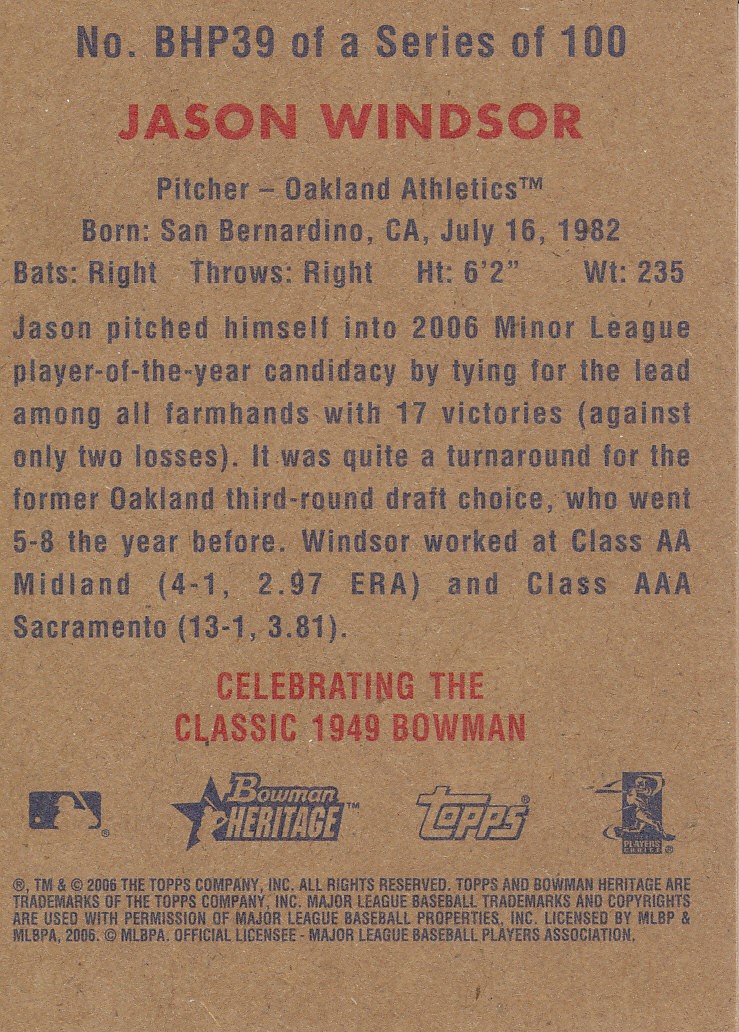 No. BHP39 of a Series of 100
JASON WINDSOR
Pitcher – Oakland Athletics™
Born: San Bernardino, CA, July 16, 1982
Bats: Right Throws: Right Ht: 6'2" Wt: 235
Jason pitched himself into 2006 Minor League
player-of-the-year candidacy by tying for the lead
among all farmhands with 17 victories (against
only two losses). It was quite a turnaround for the
former Oakland third-round draft choice, who went
5-8 the year before. Windsor worked at Class AA
Midland (4-1, 2.97 ERA) and Class AAA
Sacramento (13-1, 3.81).
CELEBRATING THE
CLASSIC 1949 BOWMAN
®
Bowman
HERITAGE™
Topps®
PLAYERS
CHOICE®
®, TM & © 2006 THE TOPPS COMPANY, INC. ALL RIGHTS RESERVED. TOPPS AND BOWMAN HERITAGE ARE
TRADEMARKS OF THE TOPPS COMPANY, INC. MAJOR LEAGUE BASEBALL TRADEMARKS AND COPYRIGHTS
ARE USED WITH PERMISSION OF MAJOR LEAGUE BASEBALL PROPERTIES, INC. LICENSED BY MLBP &
MLBPA, 2006. © MLBPA. OFFICIAL LICENSEE - MAJOR LEAGUE BASEBALL PLAYERS ASSOCIATION.